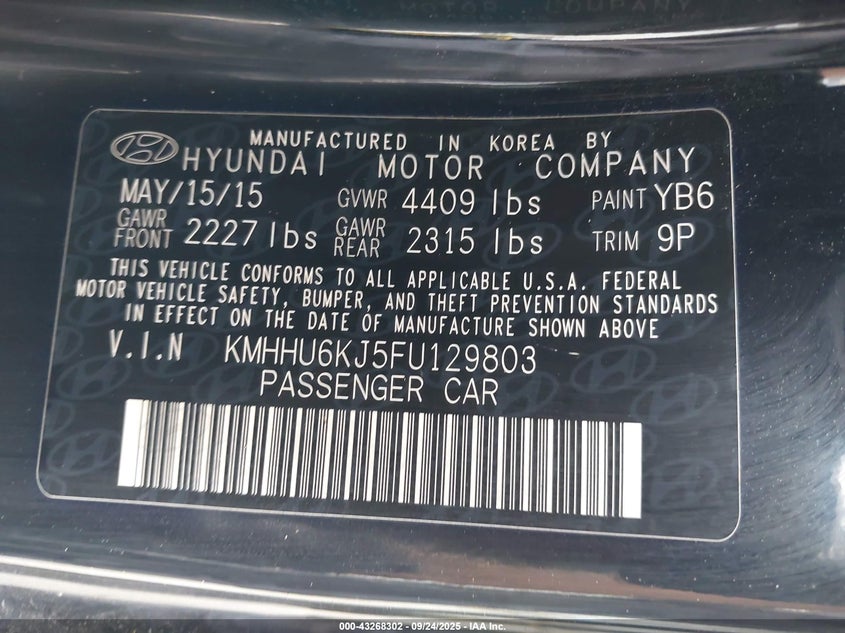 MOTOR COMPANY
MANUFACTURED IN KOREA BY
HYUNDAI MOTOR COMPANY
MAY/15/15 GVWR 4409 lbs PAINT YB6
GAWR FRONT 2227 lbs GAWR REAR 2315 lbs TRIM 9P
THIS VEHICLE CONFORMS TO ALL APPLICABLE U.S.A. FEDERAL
MOTOR VEHICLE SAFETY, BUMPER, AND THEFT PREVENTION STANDARDS
IN EFFECT ON THE DATE OF MANUFACTURE SHOWN ABOVE
V.I.N KMHHU6KJ5FU129803
PASSENGER CAR
000-43268302 - 09/24/2025 - IAA Inc.